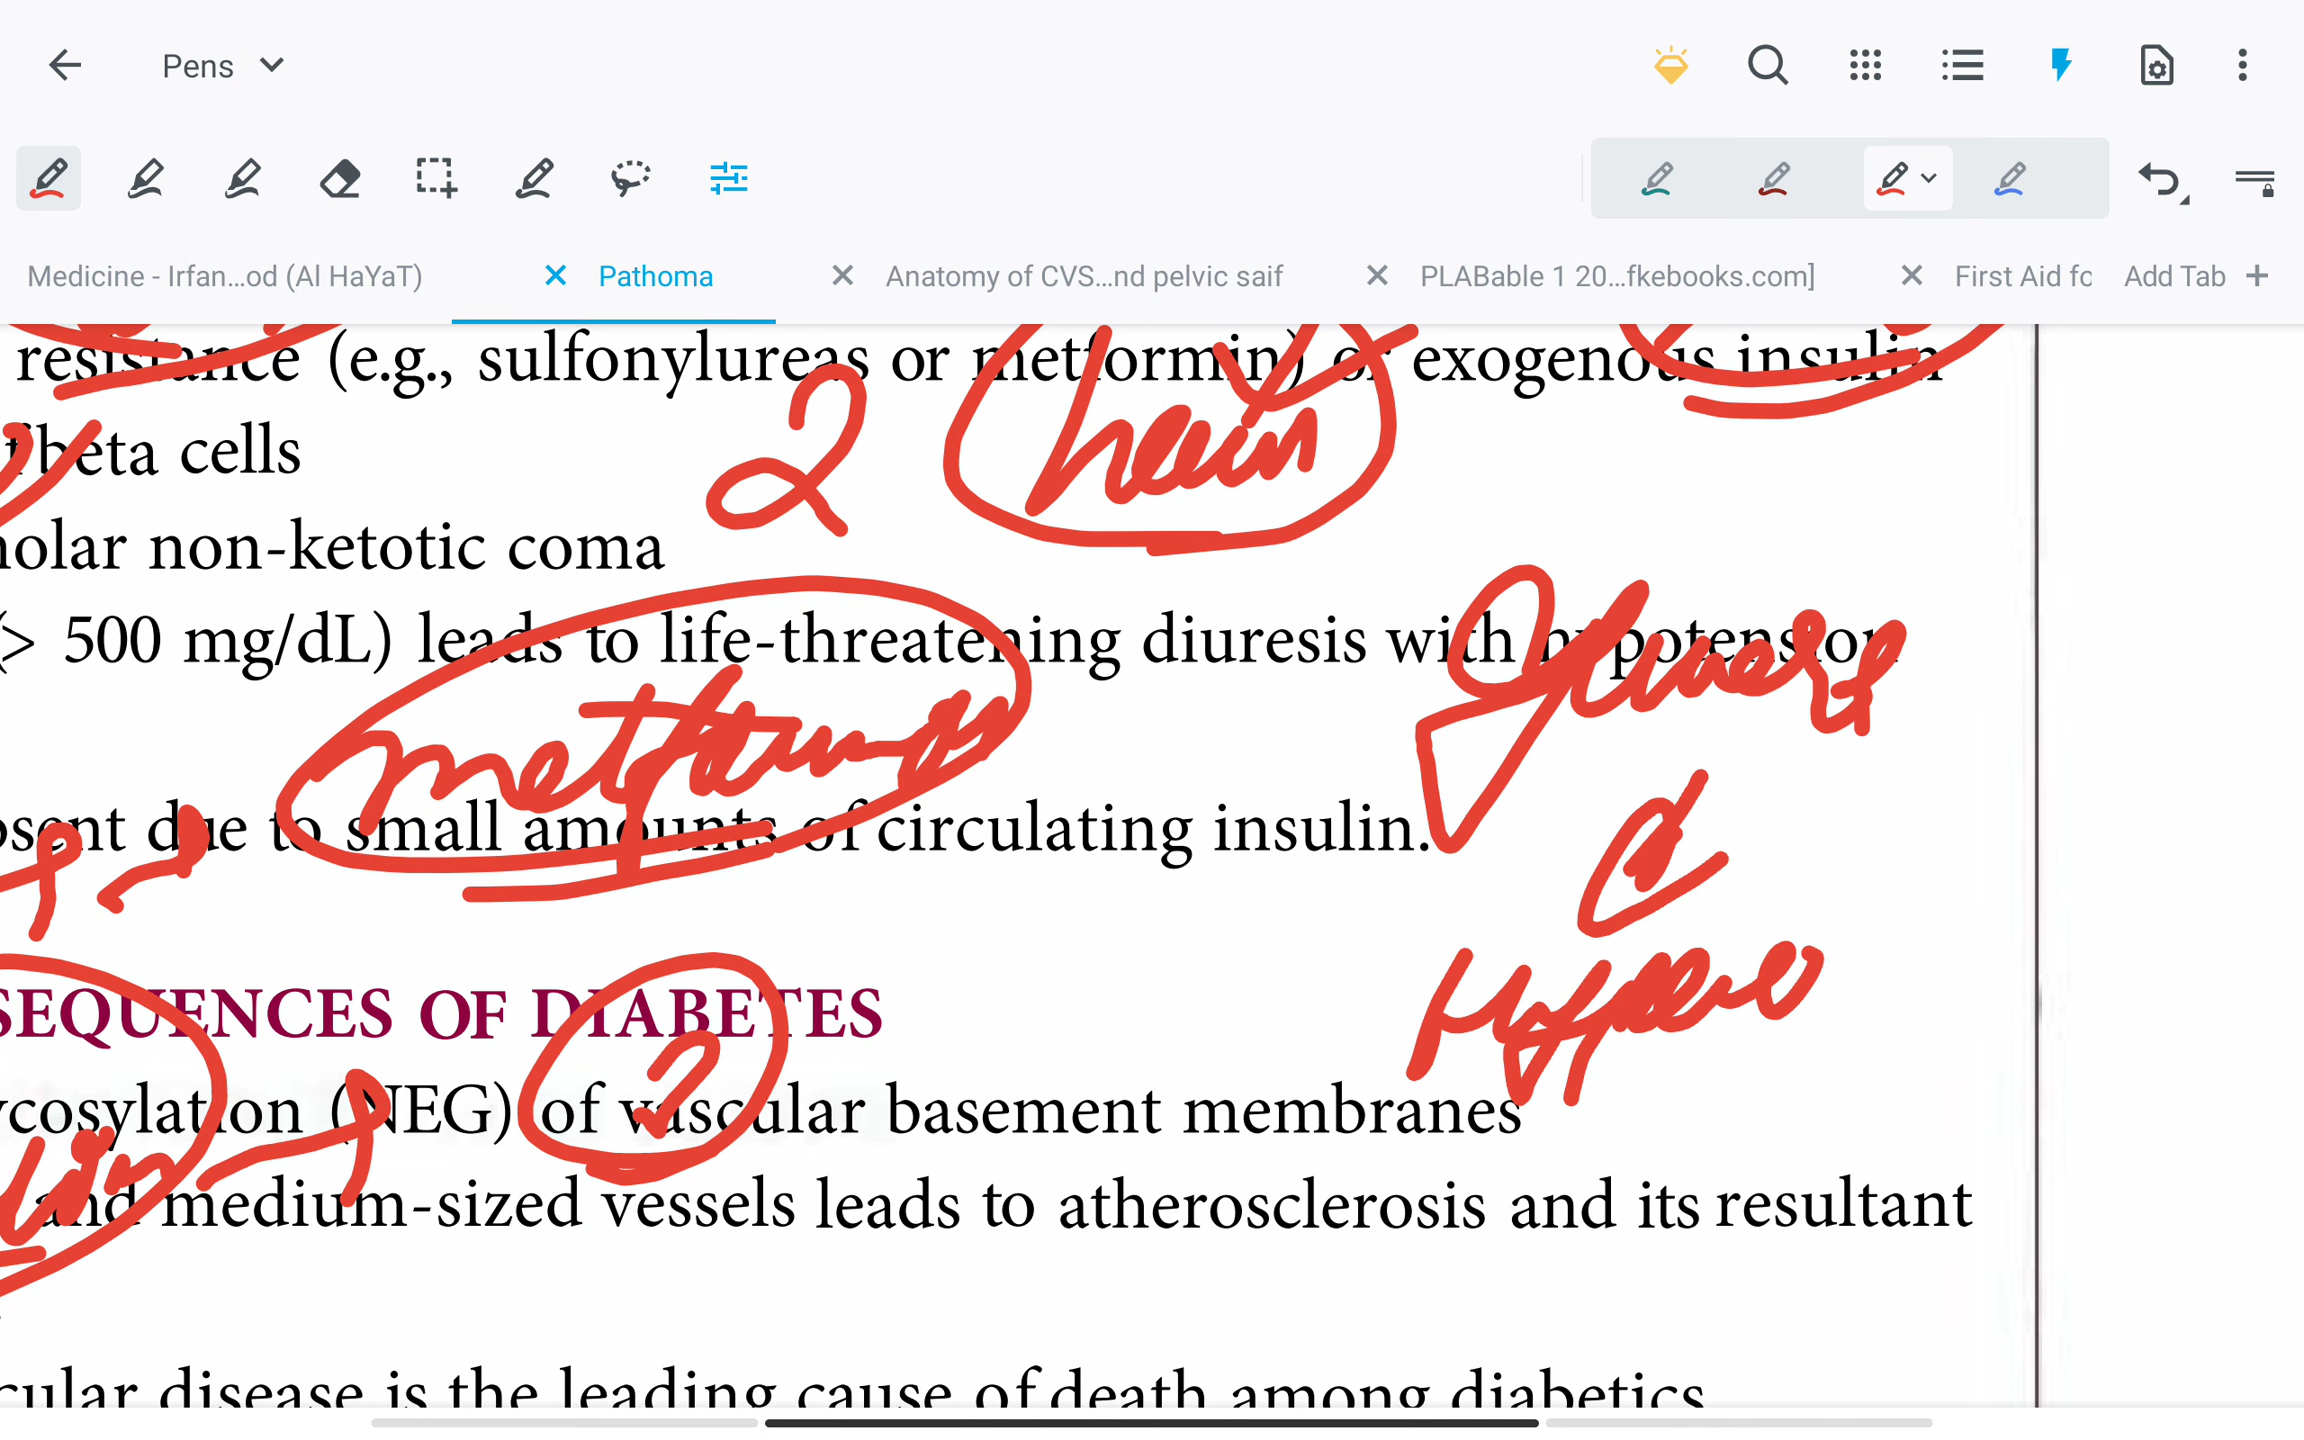 Pens
Medicine - Irfan...od (Al HaYaT)
Pathoma
Anatomy of CVS...nd pelvic saif
PLABable 1 20...fkebooks.com]
First Aid fo
Add Tab +
resistance (e.g., sulfonylureas or metformin) or exogenous insulin
beta cells
2
nolar non-ketotic coma
(> 500 mg/dL) leads to life-threatening diuresis with hypotension
sent due to small amounts of circulating insulin.
SEQUENCES OF DIABETES
2
ycosylation (NEG) of vascular basement membranes
and medium-sized vessels leads to atherosclerosis and its resultant
cular disease is the leading cause of death among diabetics